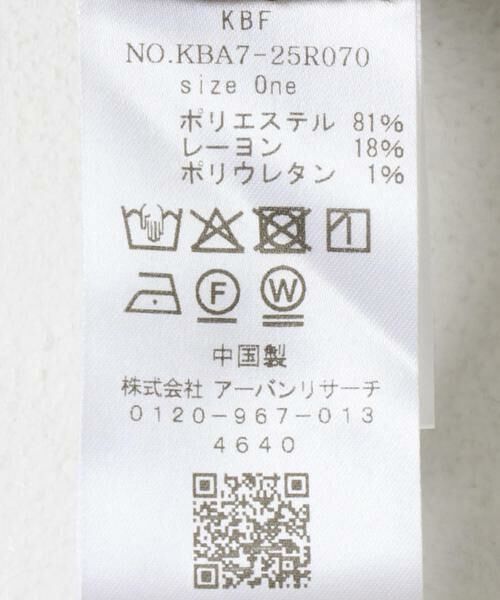 KBF
NO.KBA7-25R070
size One
ポリエステル 81%
レーヨン 18%
ポリウレタン 1%
F W
中国製
株式会社 アーバンリサーチ
0120-967-013
4640